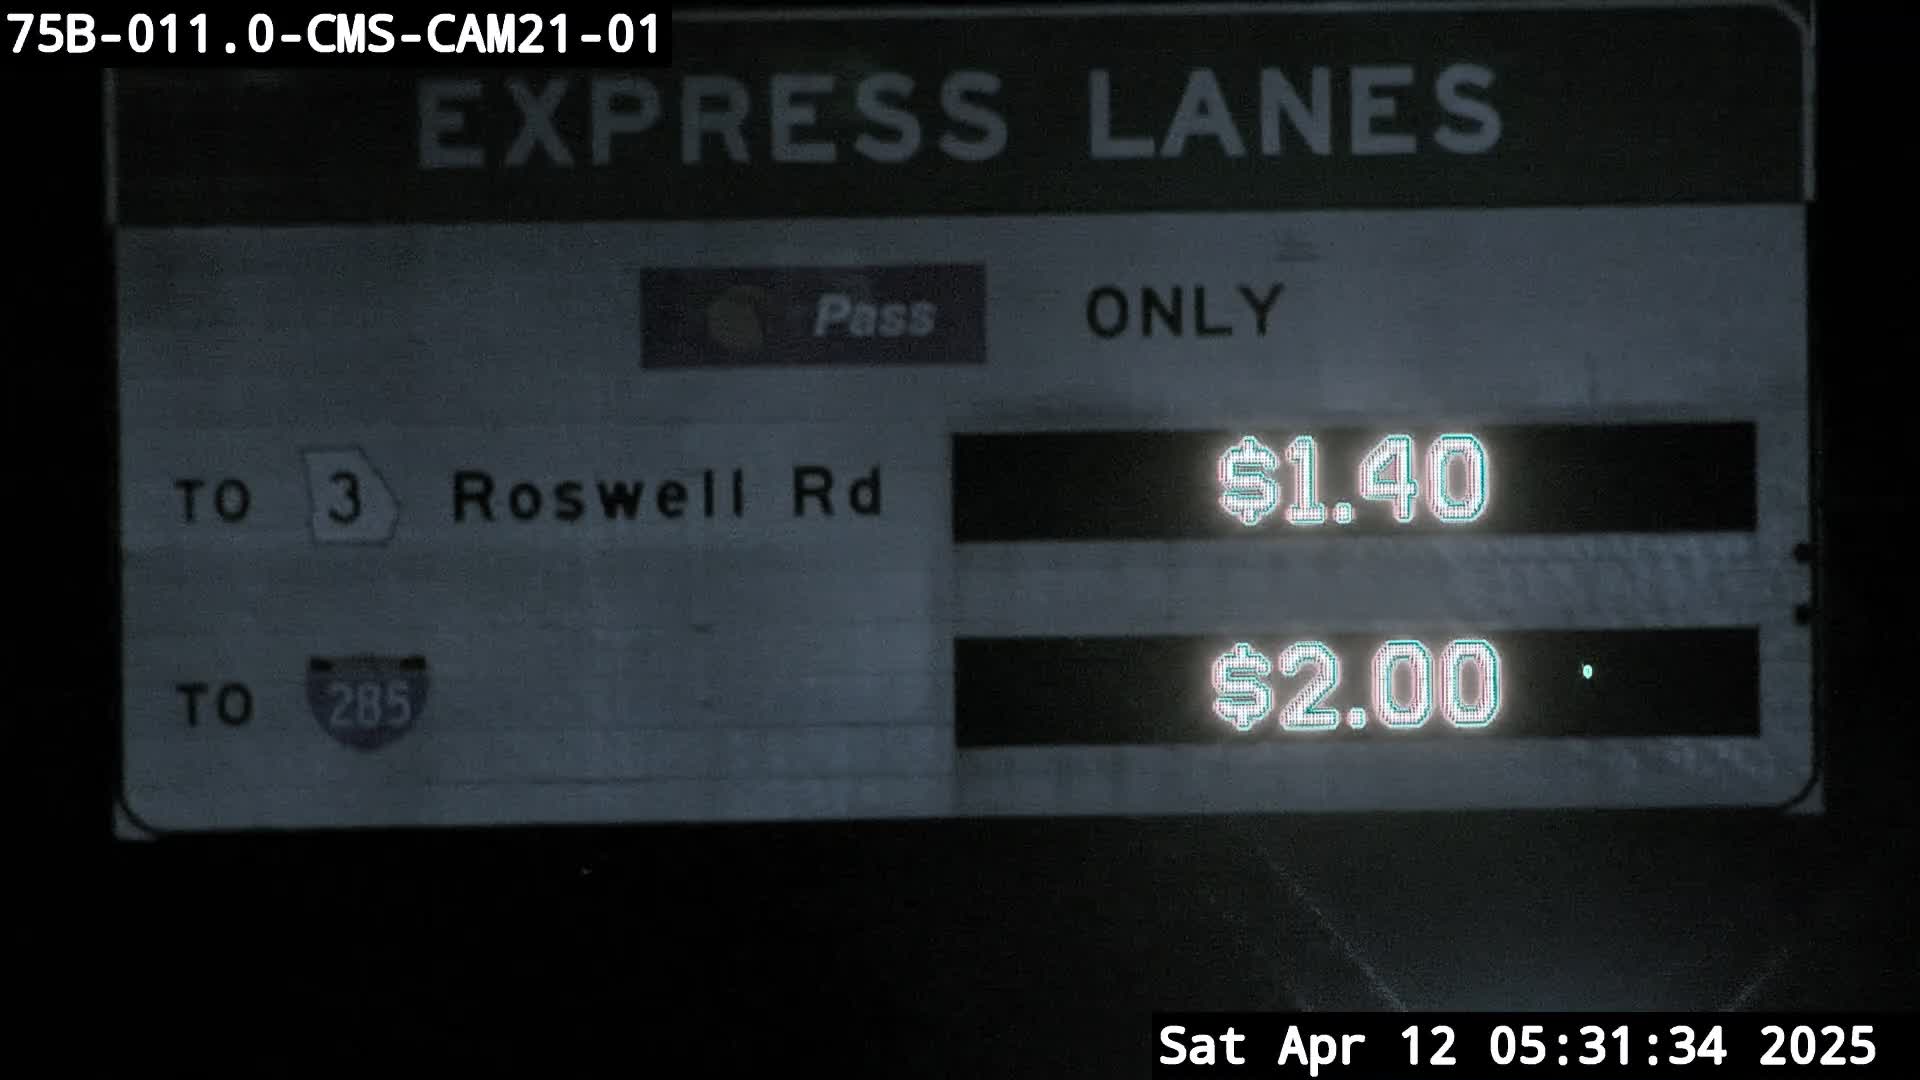 75B-011.0-CMS-CAM21-01
EXPRESS LANES
Pass ONLY
TO 3 Roswell Rd $1.40
TO 285 $2.00
Sat Apr 12 05:31:34 2025